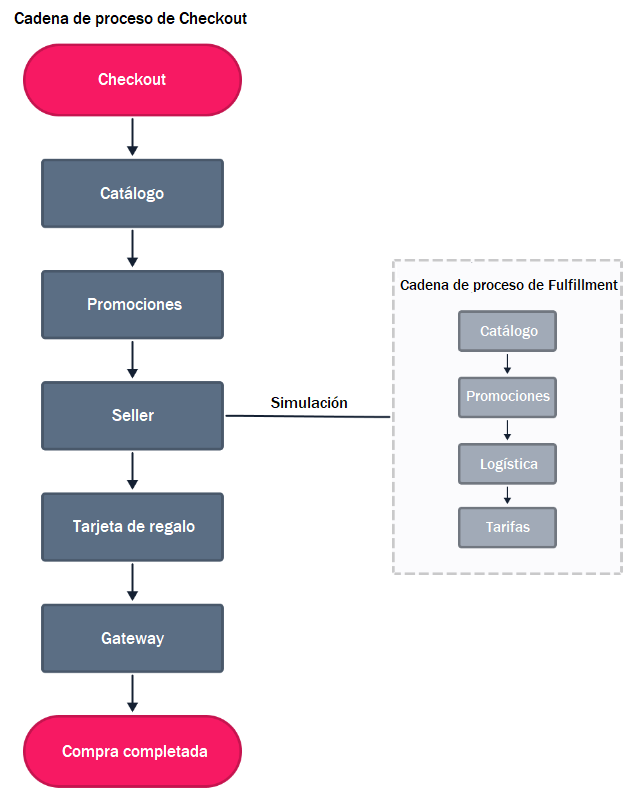 Cadena de proceso de Checkout
Checkout
Catálogo
Promociones
Seller
Simulación
Tarjeta de regalo
Gateway
Compra completada
Cadena de proceso de Fulfillment
Catálogo
Promociones
Logística
Tarifas